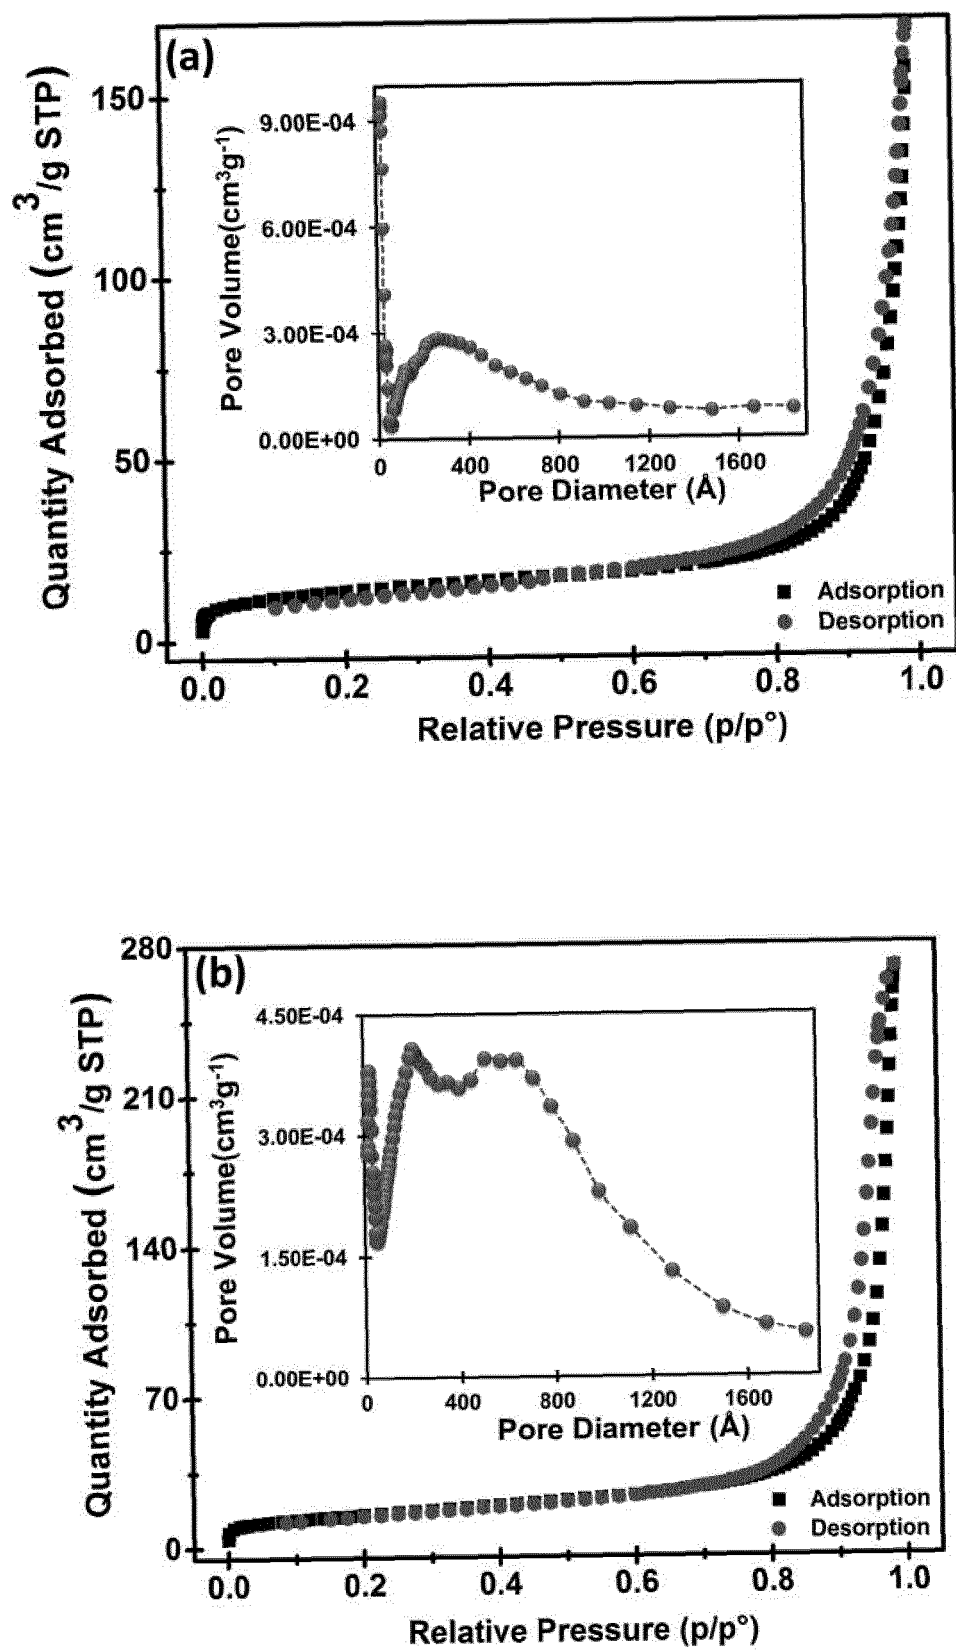 (a)
150
100
50
0
Quantity Adsorbed (cm³/g STP)
0.0 0.2 0.4 0.6 0.8 1.0
Relative Pressure (p/p°)
9.00E-04
6.00E-04
3.00E-04
0.00E+00
Pore Volume(cm³g⁻¹)
0 400 800 1200 1600
Pore Diameter (Å)
Adsorption
Desorption
(b)
280
210
140
70
0
Quantity Adsorbed (cm³/g STP)
0.0 0.2 0.4 0.6 0.8 1.0
Relative Pressure (p/p°)
4.50E-04
3.00E-04
1.50E-04
0.00E+00
Pore Volume(cm³g⁻¹)
0 400 800 1200 1600
Pore Diameter (Å)
Adsorption
Desorption